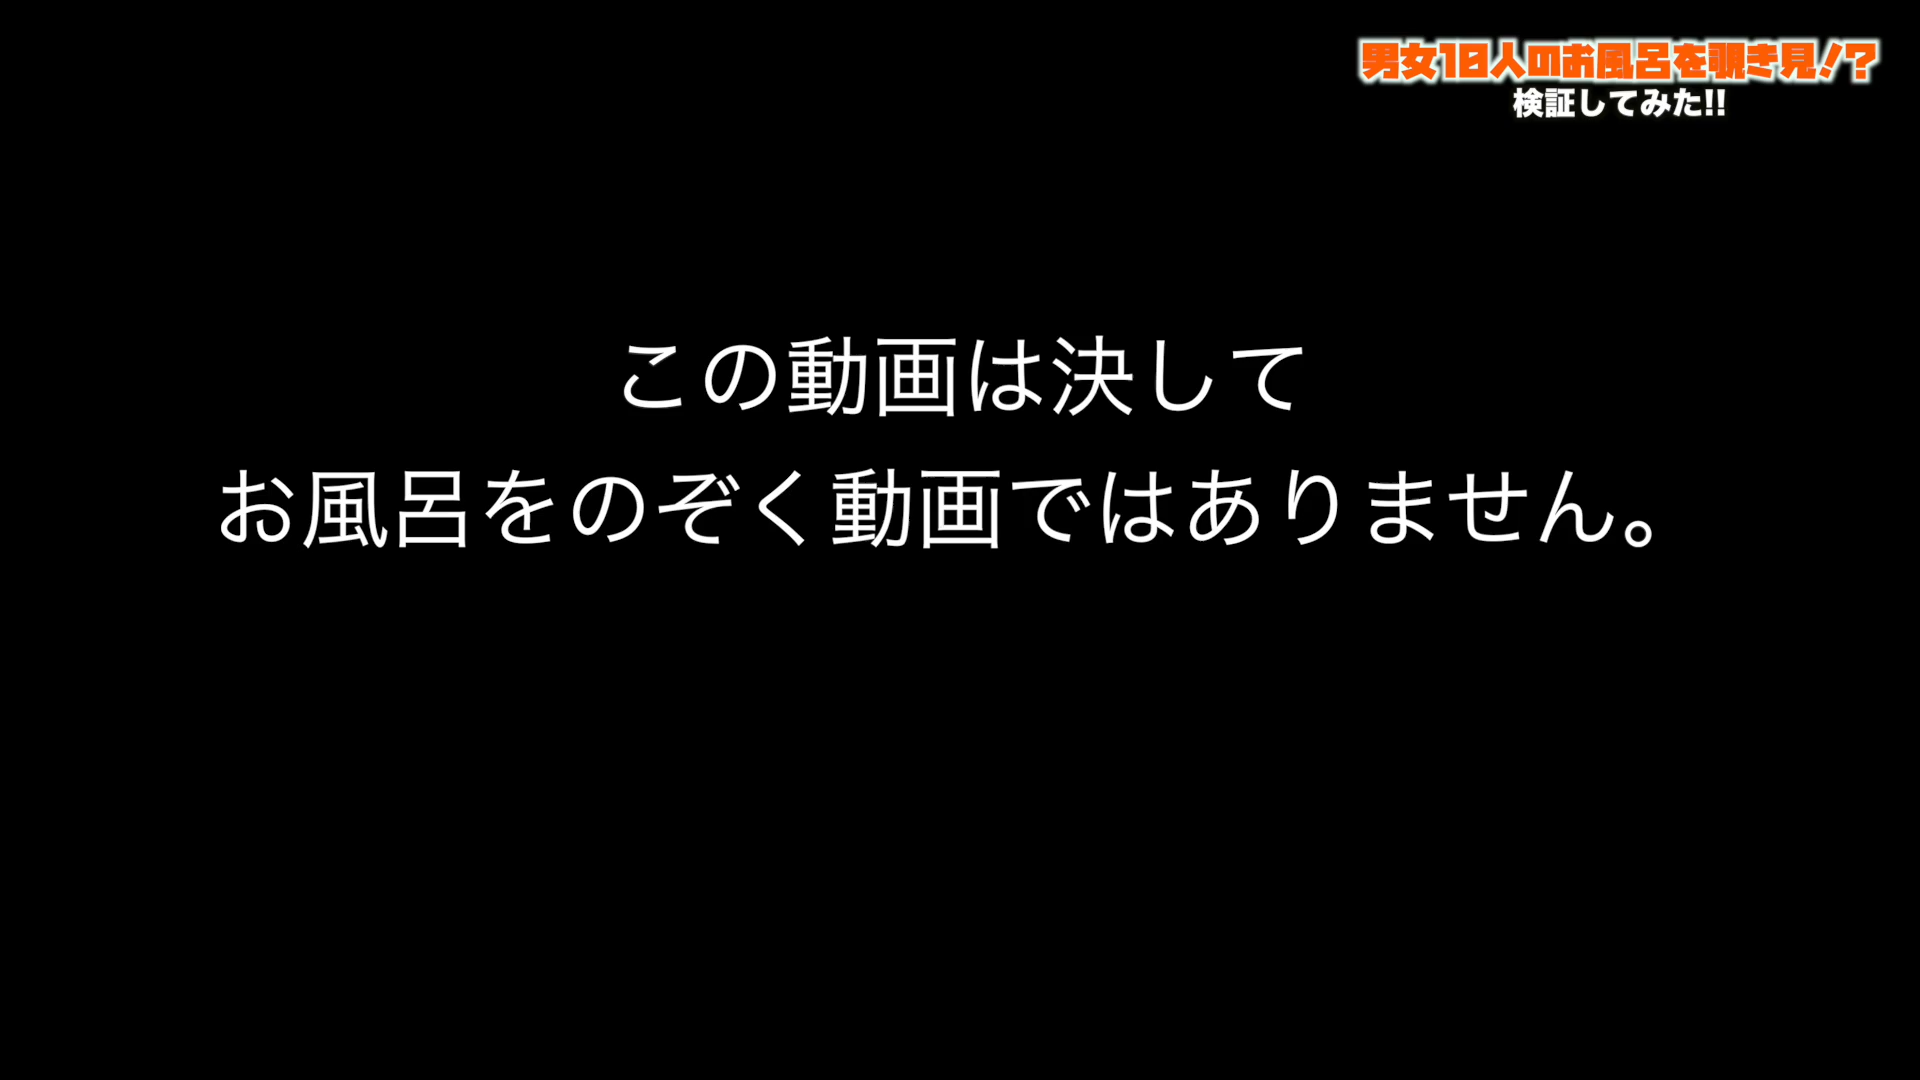 男女10人のお風呂を覗き見!?
検証してみた!!
この動画は決して
お風呂をのぞく動画ではありません。